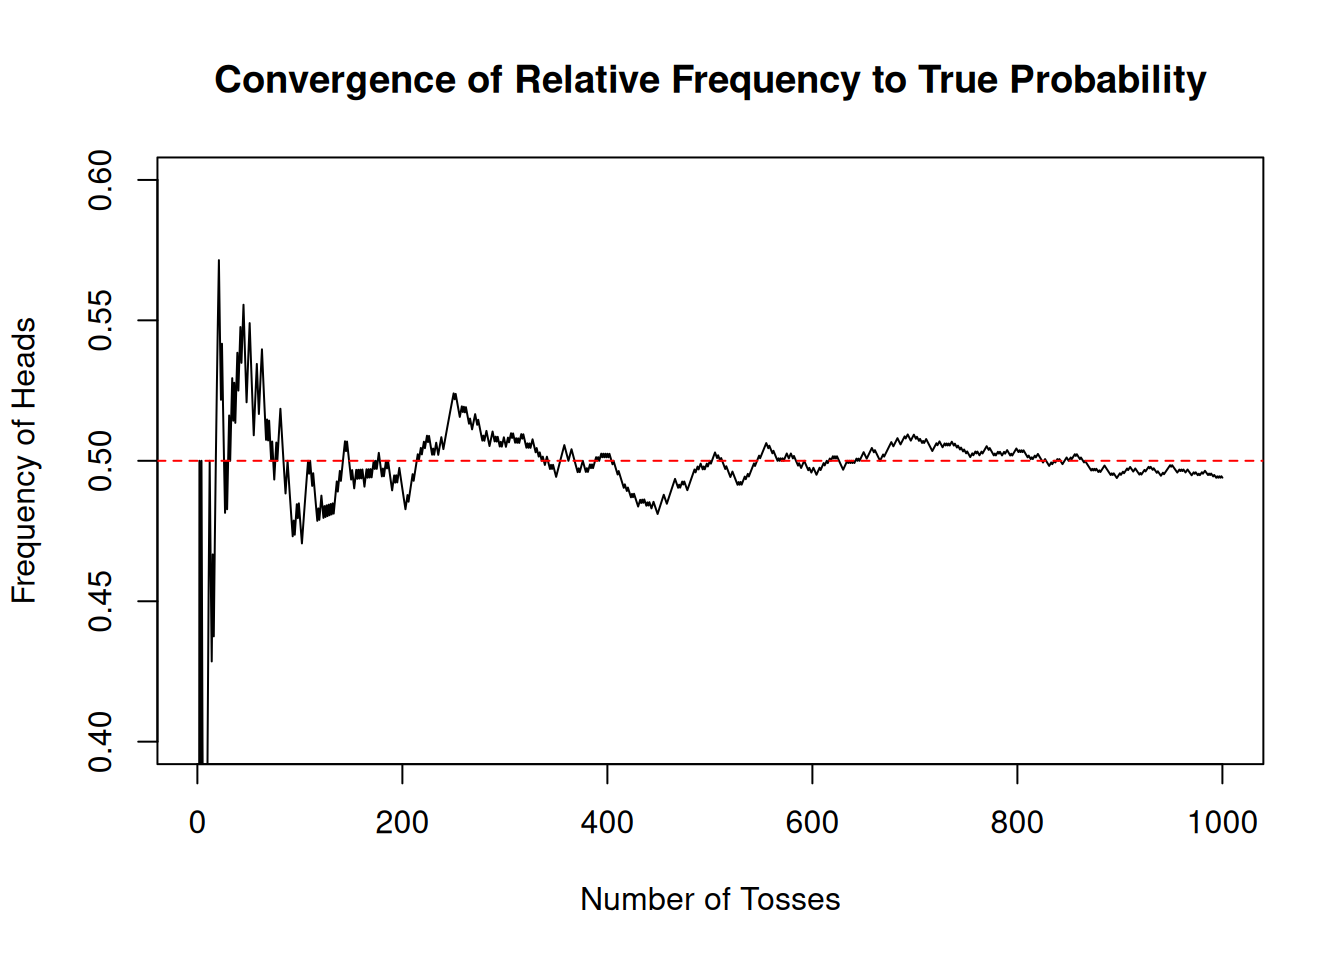 Convergence of Relative Frequency to True Probability
Frequency of Heads
0.60
0.55
0.50
0.45
0.40
0 200 400 600 800 1000
Number of Tosses